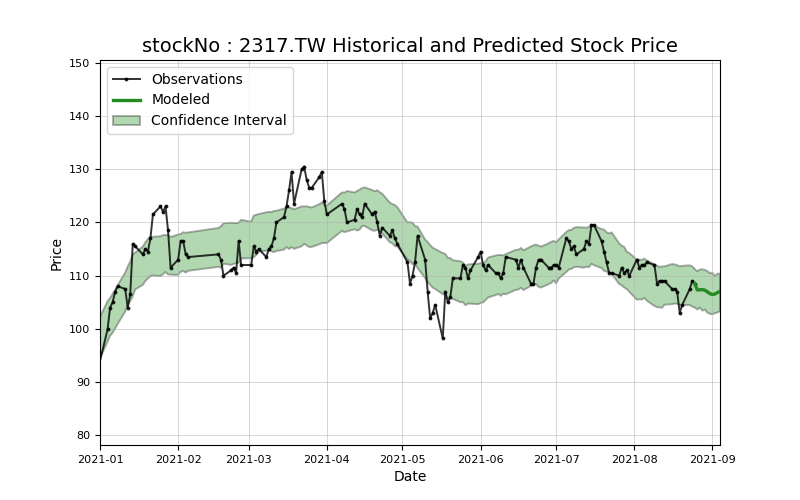 stockNo : 2317.TW Historical and Predicted Stock Price
Observations
Modeled
Confidence Interval
150
140
130
120
110
100
90
80
Price
2021-01
2021-02
2021-03
2021-04
2021-05
2021-06
2021-07
2021-08
2021-09
Date